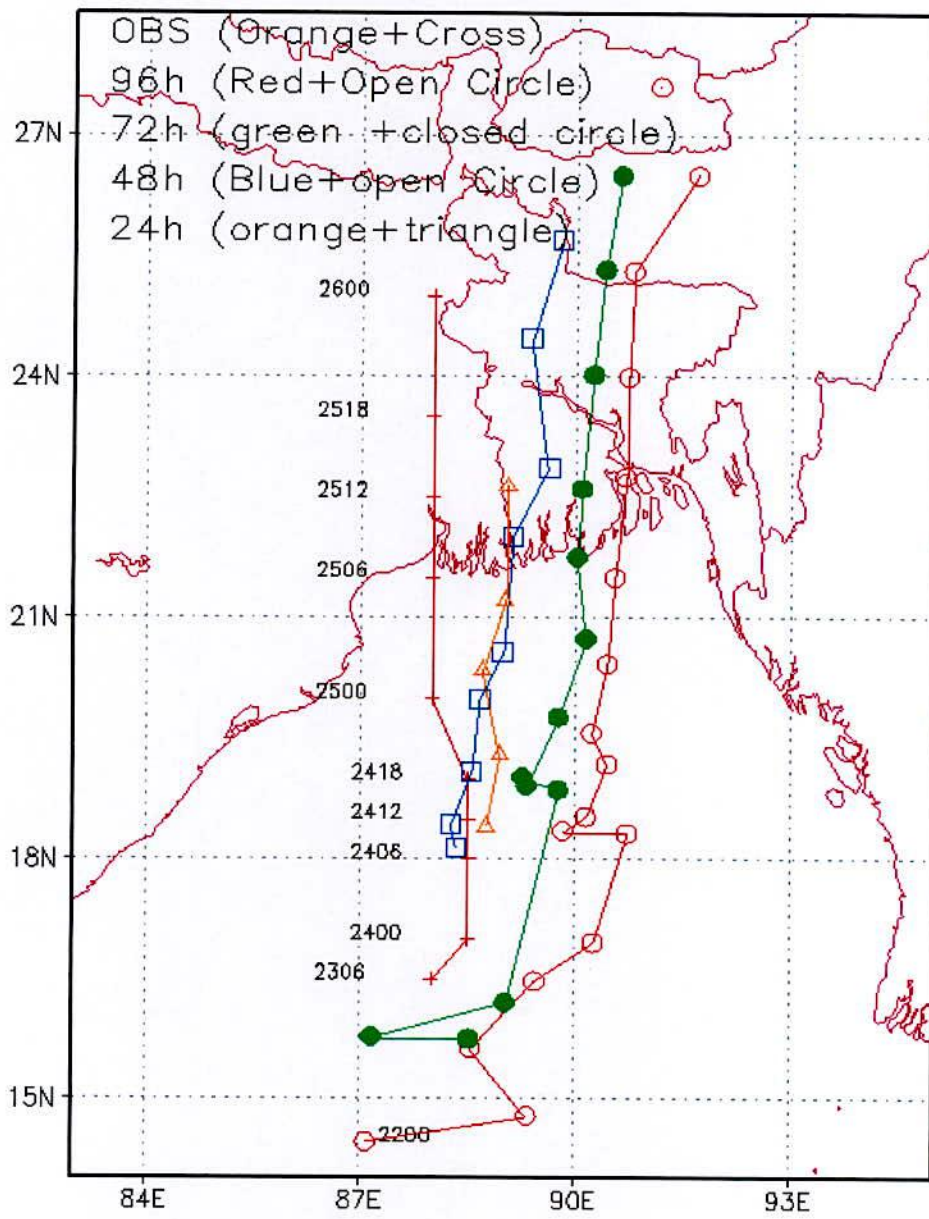 OBS (Orange+Cross)
96h (Red+Open Circle)
27N
72h (green +closed circle)
48h (Blue+open Circle)
24h (orange+triangle
2600
24N
2518
2512
2506
21N
2500
2418
2412
2406
18N
2400
2306
15N
2200
84E 87E 90E 93E